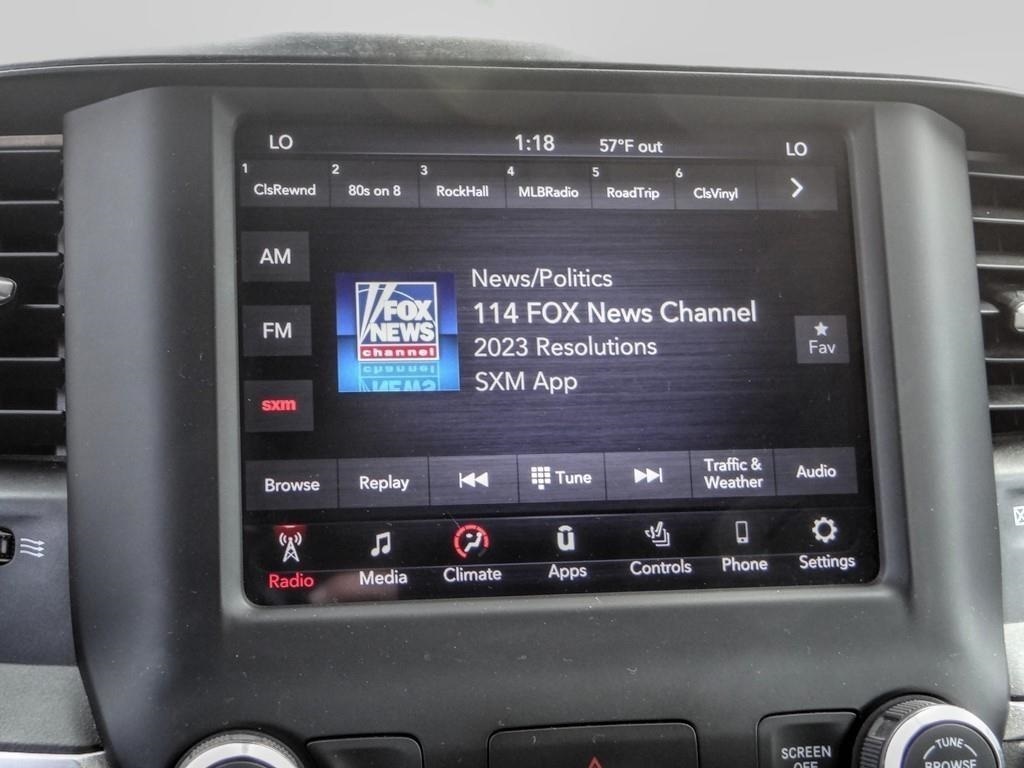 LO 1:18 57°F out LO
1 ClsRewnd 2 80s on 8 3 RockHall 4 MLBRadio 5 RoadTrip 6 ClsVinyl
AM
FM
sxm
FOX
NEWS
channel
News/Politics
114 FOX News Channel
2023 Resolutions
SXM App
Fav
Browse Replay Tune Traffic & Weather Audio
Radio Media Climate Apps Controls Phone Settings
SCREEN
OFF
TUNE
BROWSE